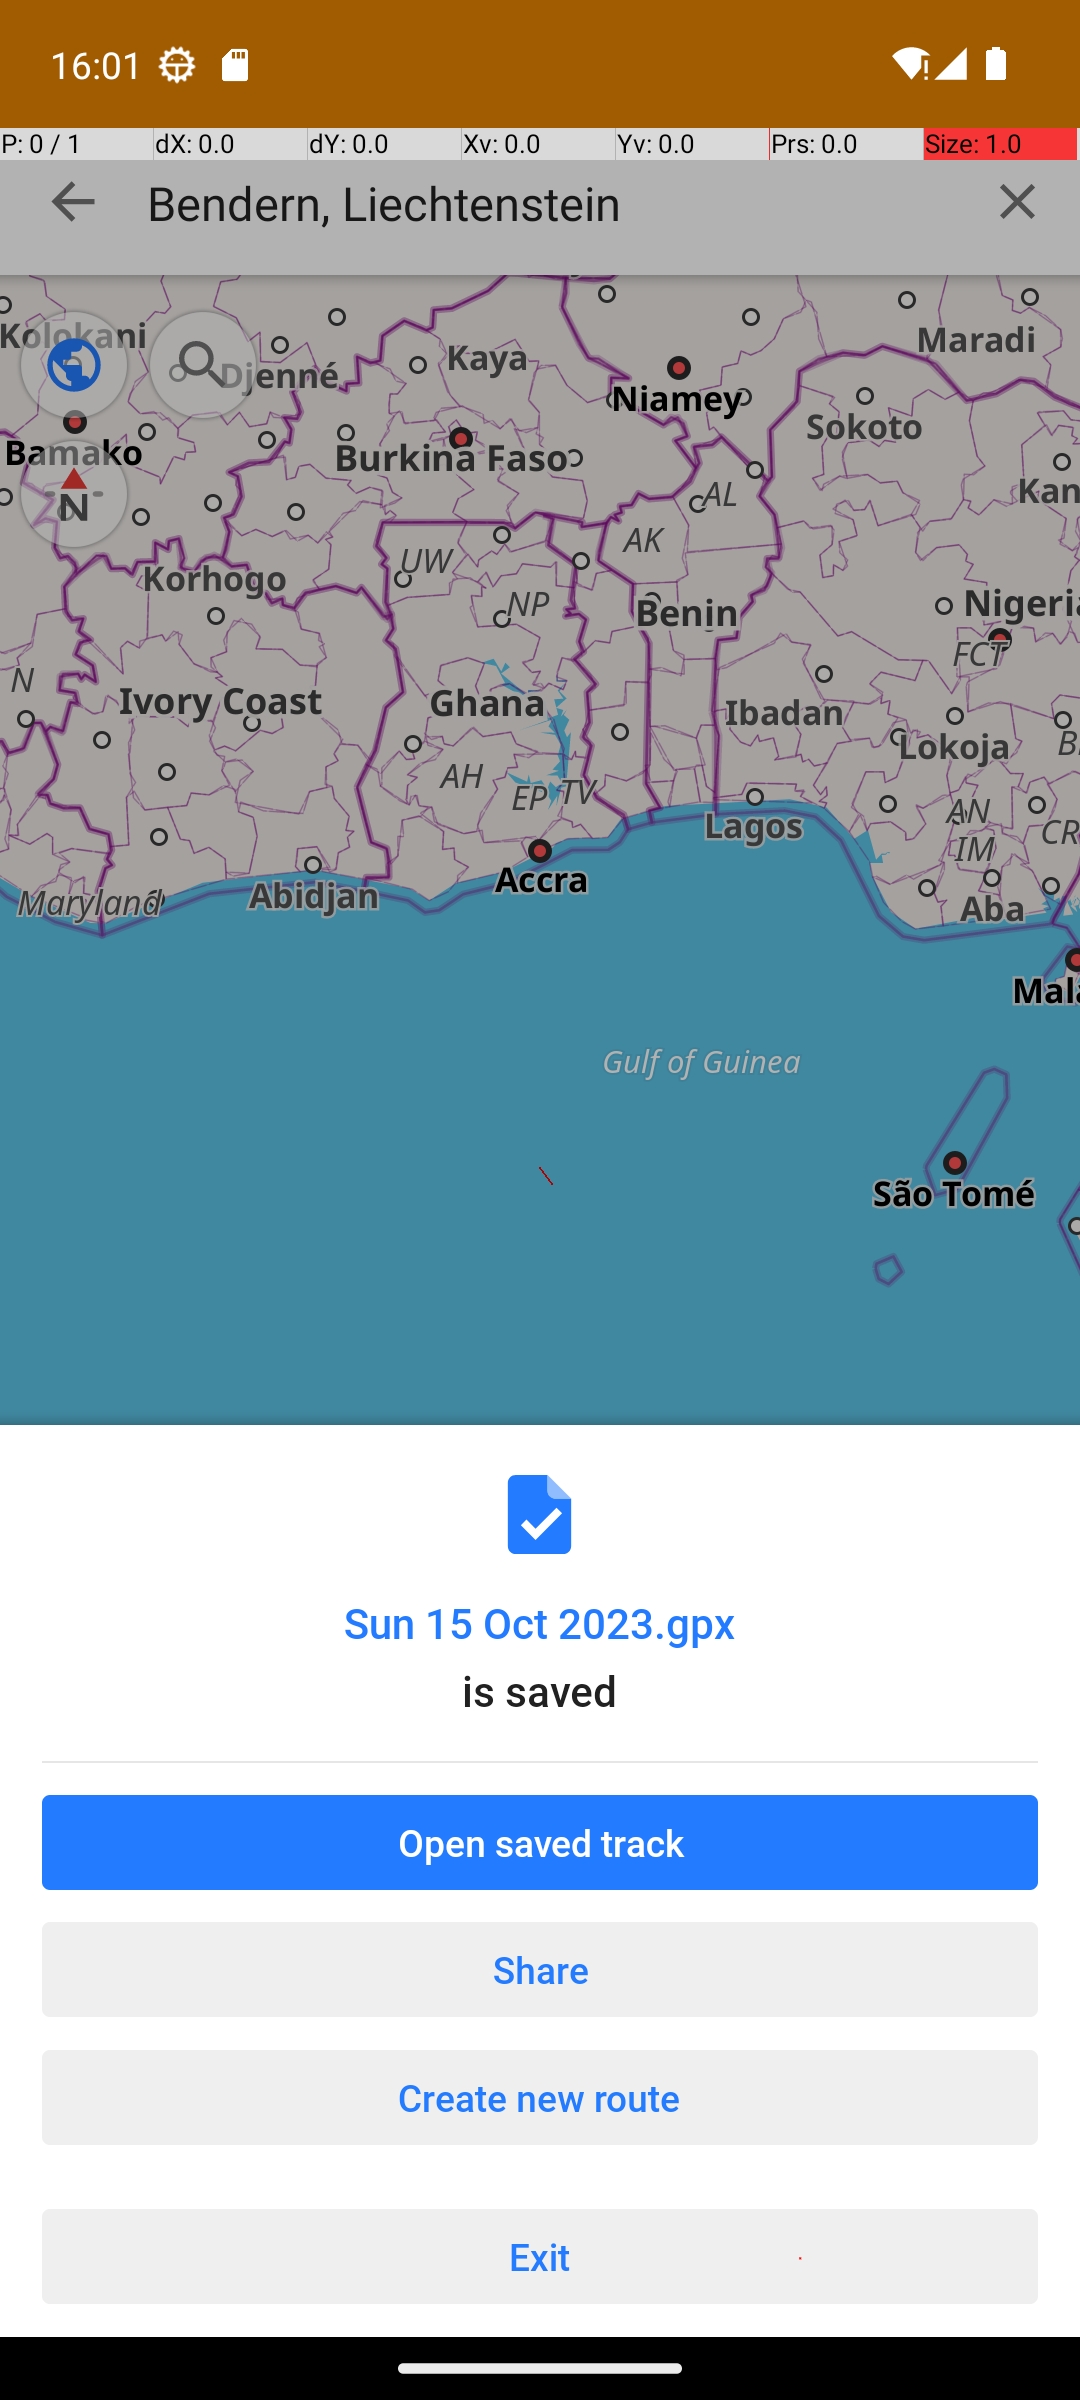 16:01
P: 0 / 1 dX: 0.0 dY: 0.0 Xv: 0.0 Yv: 0.0 Prs: 0.0 Size: 1.0
Bendern, Liechtenstein
Kolokani
Maradi
Kaya
Djenné
Niamey
Sokoto
Bamako
Burkina Faso
Kan
AL
N
AK
UW
Korhogo
NP
Benin
Nigeria
FCT
N
Ivory Coast
Ghana
Ibadan
Lokoja
B
AH
EP
TV
AN
Lagos
CR
IM
Accra
Maryland
Abidjan
Aba
Mala
Gulf of Guinea
São Tomé
Sun 15 Oct 2023.gpx
is saved
Open saved track
Share
Create new route
Exit